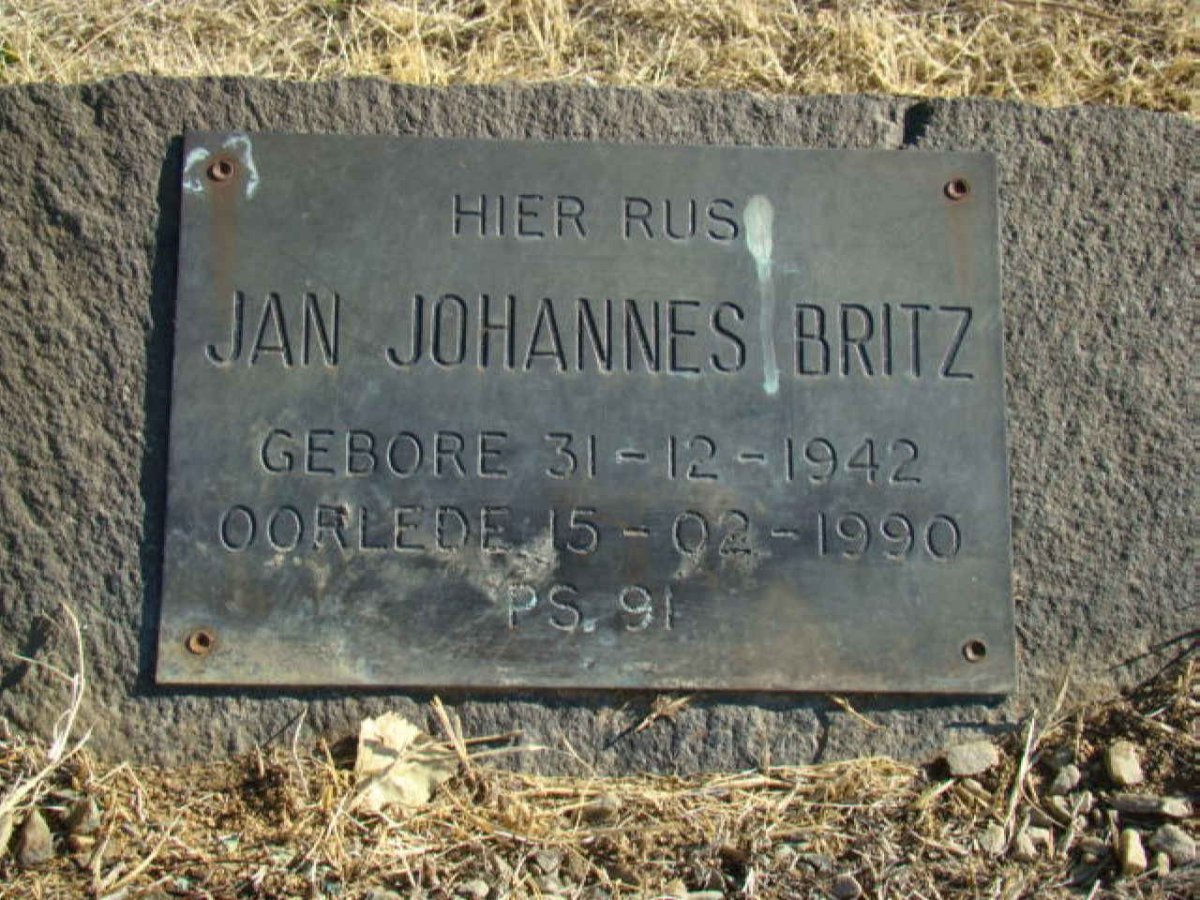 HIER RUS
JAN JOHANNES BRITZ
GEBORE 31-12-1942
OORLEDE 15-02-1990
PS. 91